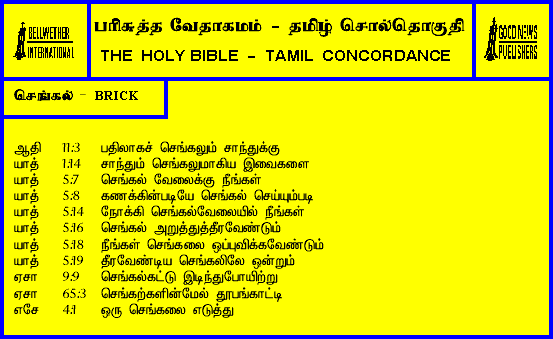 BELLWETHER
INTERNATIONAL
பரிசுத்த வேதாகமம் - தமிழ் சொல்தொகுதி
THE HOLY BIBLE - TAMIL CONCORDANCE
GOOD NEWS
PUBLISHERS
செங்கல் - BRICK
ஆதி 11:3 பதிலாகச் செங்கலும் சாந்துக்கு
யாத் 1:14 சாந்தும் செங்கலுமாகிய இவைகளை
யாத் 5:7 செங்கல் வேலைக்கு நீங்கள்
யாத் 5:8 கணக்கின்படியே செங்கல் செய்யும்படி
யாத் 5:14 நோக்கி செங்கல்வேலையில் நீங்கள்
யாத் 5:16 செங்கல் அறுத்துத்தீரவேண்டும்
யாத் 5:18 நீங்கள் செங்கலை ஒப்புவிக்கவேண்டும்
யாத் 5:19 தீரவேண்டிய செங்கலிலே ஒன்றும்
ஏசா 9:9 செங்கல்கட்டு இடிந்துபோயிற்று
ஏசா 65:3 செங்கற்களின்மேல் தூபங்காட்டி
எசே 4:1 ஒரு செங்கலை எடுத்து